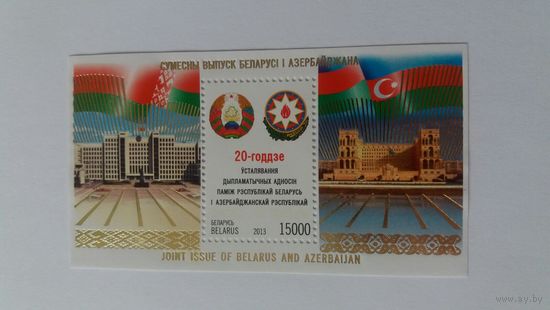 СУМЕСНЫ ВЫПУСК БЕЛАРУСІ І АЗЕРБАЙДЖАНА
20-годдзе
ЎСТАЛЯВАННЯ
ДЫПЛАМАТЫЧНЫХ АДНОСІН
ПАМІЖ РЭСПУБЛІКАЙ БЕЛАРУСЬ
І АЗЕРБАЙДЖАНСКАЙ РЭСПУБЛІКАЙ
БЕЛАРУСЬ
BELARUS 2013 15000
JOINT ISSUE OF BELARUS AND AZERBAIJAN
www.ay.by